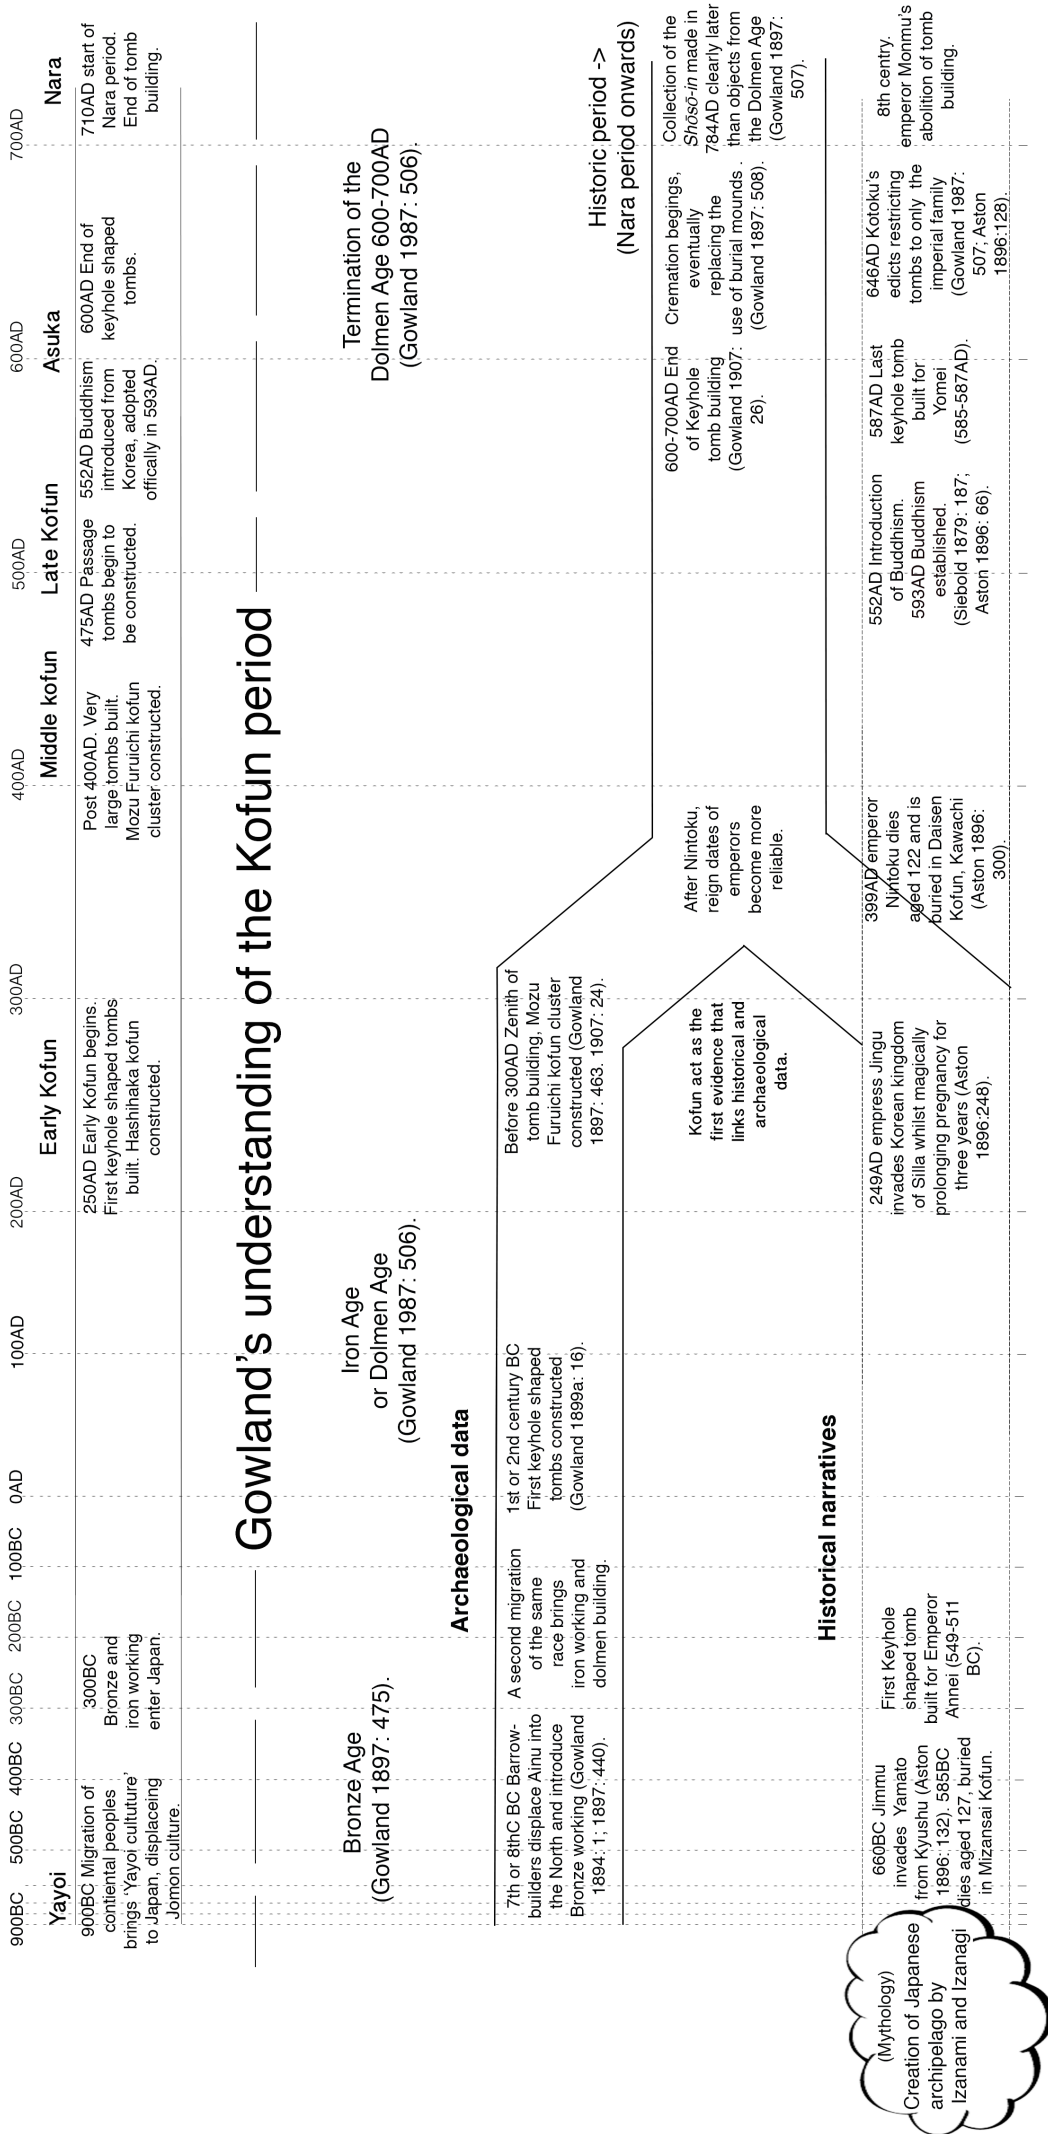 900BC 500BC 400BC 300BC 200BC 100BC 0AD 100AD 200AD 300AD 400AD 500AD 600AD 700AD
Yayoi Early Kofun Middle kofun Late Kofun Asuka Nara
900BC Migration of
contiental peoples
brings 'Yayoi cultuture'
to Japan, displaceing
Jomon culture.
300BC
Bronze and
iron working
enter Japan.
250AD Early Kofun begins.
First keyhole shaped tombs
built. Hashihaka kofun
constructed.
Post 400AD. Very
large tombs built.
Mozu Furuichi kofun
cluster constructed.
475AD Passage
tombs begin to
be constructed.
552AD Buddhism
introduced from
Korea, adopted
offically in 593AD.
600AD End of
keyhole shaped
tombs.
710AD start of
Nara period.
End of tomb
building.
Gowland's understanding of the Kofun period
Bronze Age
(Gowland 1897: 475).
Iron Age
or Dolmen Age
(Gowland 1987: 506).
Termination of the
Dolmen Age 600-700AD
(Gowland 1987: 506).
Archaeological data
7th or 8thC BC Barrow-
builders displace Ainu into
the North and introduce
Bronze working (Gowland
1894: 1; 1897: 440).
A second migration
of the same
race brings
iron working and
dolmen building.
1st or 2nd century BC
First keyhole shaped
tombs constructed
(Gowland 1899a: 16).
Before 300AD Zenith of
tomb building, Mozu
Furuichi kofun cluster
constructed (Gowland
1897: 463. 1907: 24).
Historic period ->
(Nara period onwards)
Kofun act as the
first evidence that
links historical and
archaeological
data.
After Nintoku,
reign dates of
emperors
become more
reliable.
600-700AD End
of Keyhole
tomb building
(Gowland 1907:
26).
Cremation begings,
eventually
replacing the
use of burial mounds .
(Gowland 1897: 508).
Collection of the
Shōsō-in made in
784AD clearly later
than objects from
the Dolmen Age
(Gowland 1897:
507).
Historical narratives
(Mythology)
Creation of Japanese
archipelago by
Izanami and Izanagi
660BC Jimmu
invades Yamato
from Kyushu (Aston
1896: 132). 585BC
dies aged 127, buried
in Mizansai Kofun.
First Keyhole
shaped tomb
built for Emperor
Annei (549-511
BC).
249AD empress Jingu
invades Korean kingdom
of Silla whilst magically
prolonging pregnancy for
three years (Aston
1896:248).
399AD emperor
Nintoku dies
aged 122 and is
buried in Daisen
Kofun, Kawachi
(Aston 1896:
300).
552AD Introduction
of Buddhism.
593AD Buddhism
established.
(Siebold 1879: 187;
Aston 1896: 66).
587AD Last
keyhole tomb
built for
Yomei
(585-587AD).
646AD Kotoku's
edicts restricting
tombs to only the
imperial family
(Gowland 1987:
507; Aston
1896:128).
8th centry.
emperor Monmu's
abolition of tomb
building.